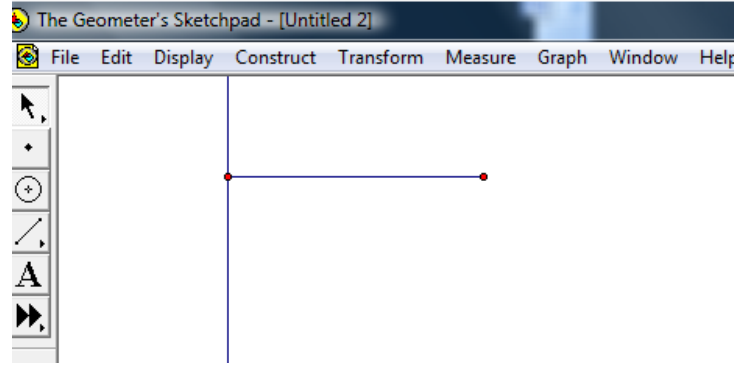 The Geometer's Sketchpad - [Untitled 2]
File Edit Display Construct Transform Measure Graph Window Help
A